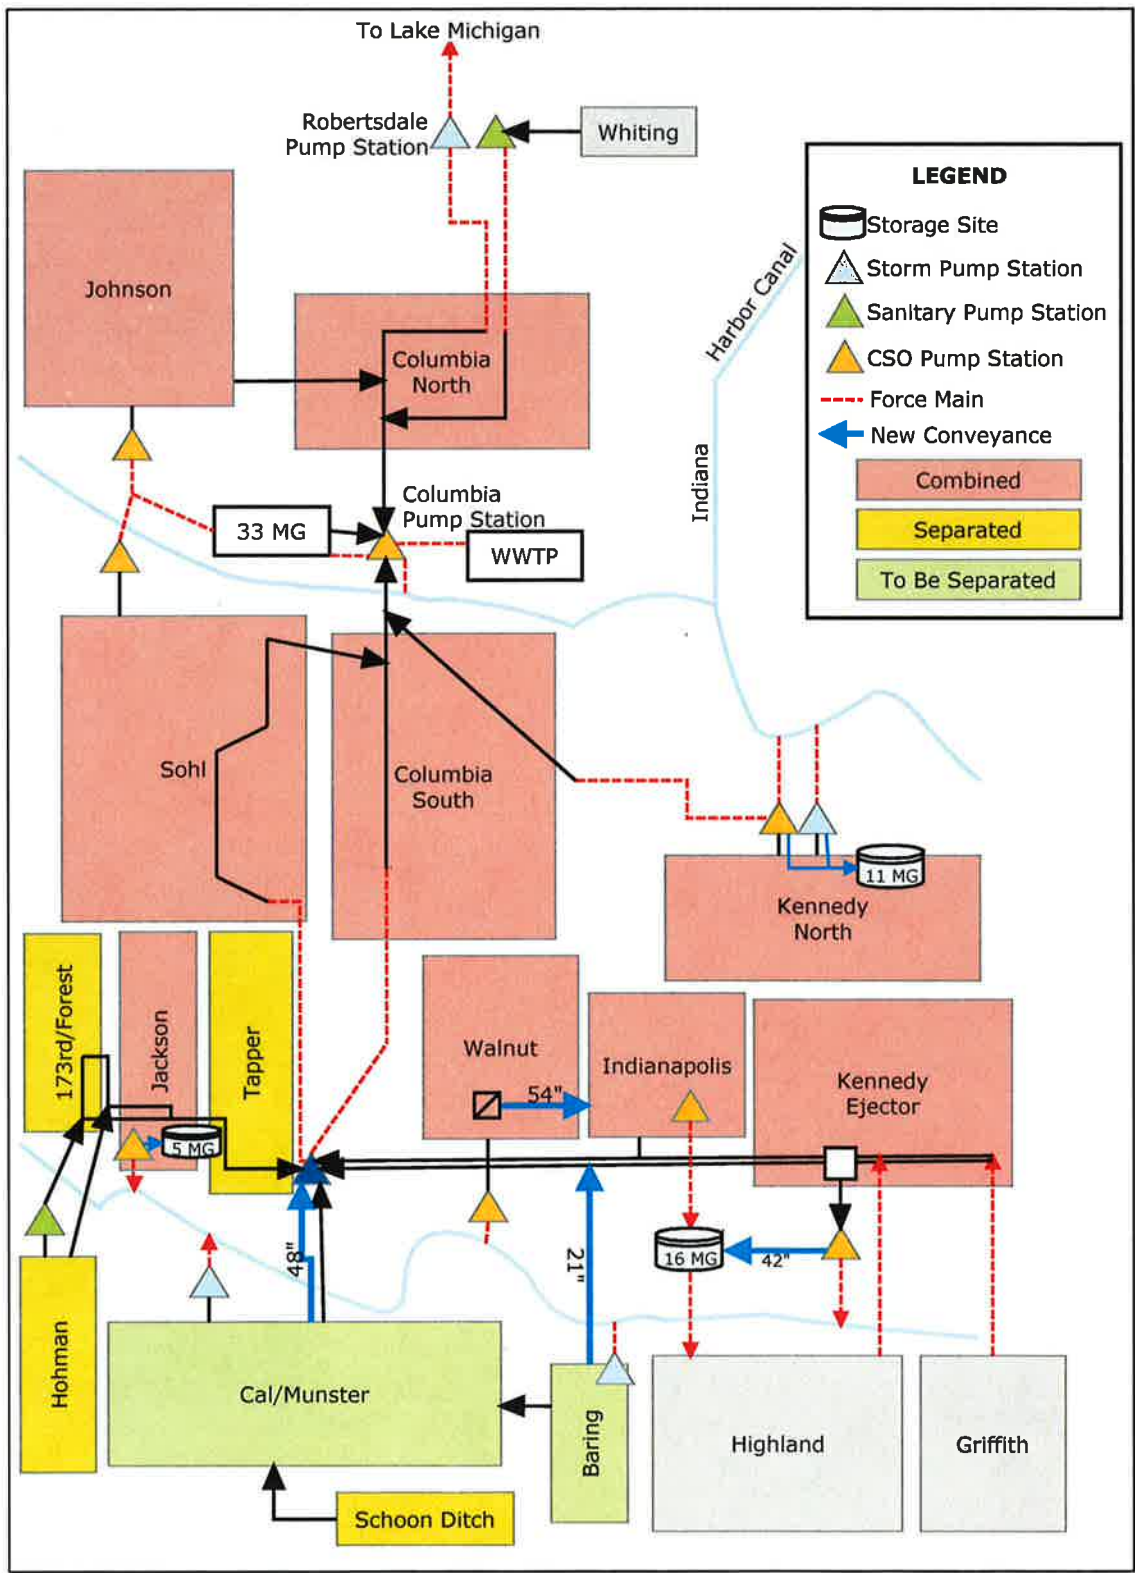 To Lake Michigan
Robertsdale
Pump Station
Whiting
LEGEND
Storage Site
Storm Pump Station
Sanitary Pump Station
CSO Pump Station
Force Main
New Conveyance
Combined
Separated
To Be Separated
Johnson
Columbia
North
Harbor Canal
Indiana
Columbia
Pump Station
33 MG
WWTP
Sohl
Columbia
South
11 MG
Kennedy
North
173rd/Forest
Jackson
Tapper
Walnut
54"
Indianapolis
Kennedy
Ejector
5 MG
48"
21"
16 MG
42"
Hohman
Cal/Munster
Baring
Highland
Griffith
Schoon Ditch